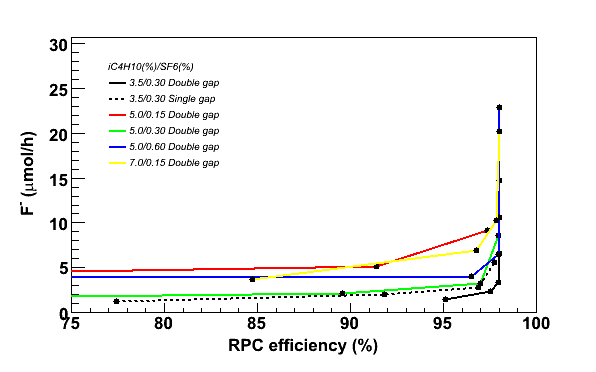 30
25
20
15
10
5
0
F⁻ (μmol/h)
iC4H10(%)/SF6(%)
3.5/0.30 Double gap
3.5/0.30 Single gap
5.0/0.15 Double gap
5.0/0.30 Double gap
5.0/0.60 Double gap
7.0/0.15 Double gap
75 80 85 90 95 100
RPC efficiency (%)